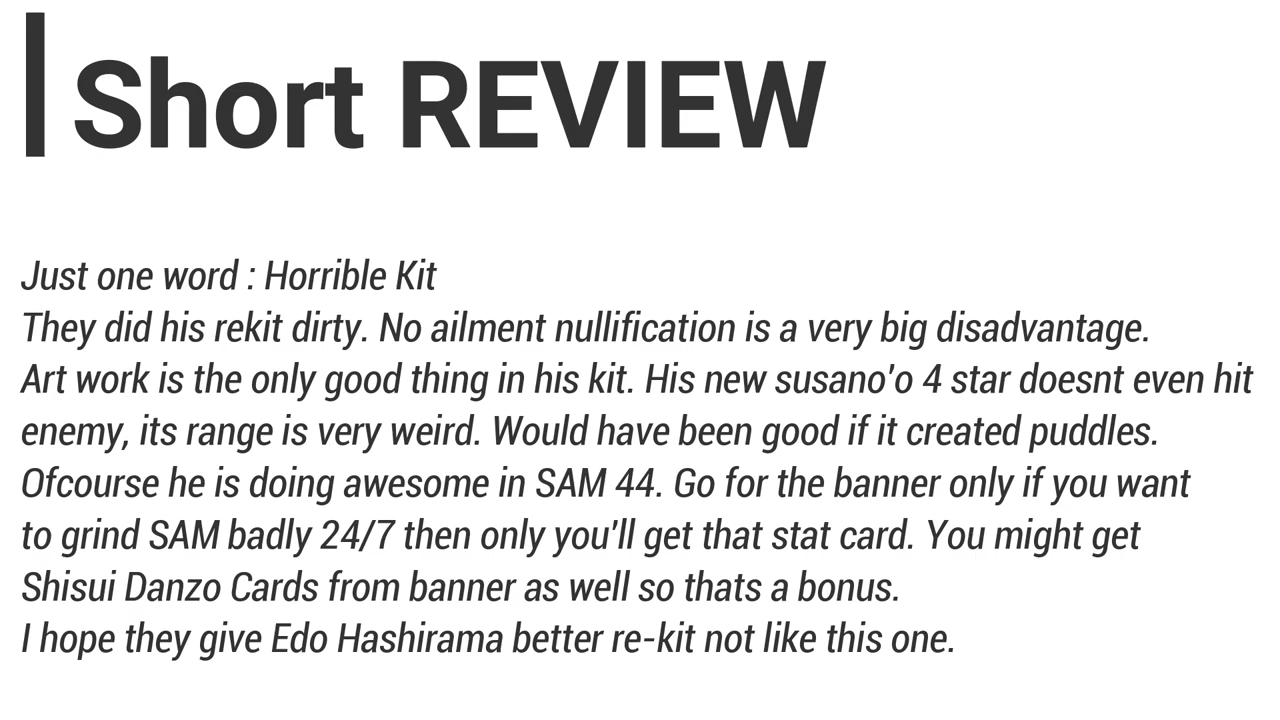 Short REVIEW
Just one word : Horrible Kit
They did his rekit dirty. No ailment nullification is a very big disadvantage.
Art work is the only good thing in his kit. His new susano'o 4 star doesnt even hit
enemy, its range is very weird. Would have been good if it created puddles.
Ofcourse he is doing awesome in SAM 44. Go for the banner only if you want
to grind SAM badly 24/7 then only you'll get that stat card. You might get
Shisui Danzo Cards from banner as well so thats a bonus.
I hope they give Edo Hashirama better re-kit not like this one.